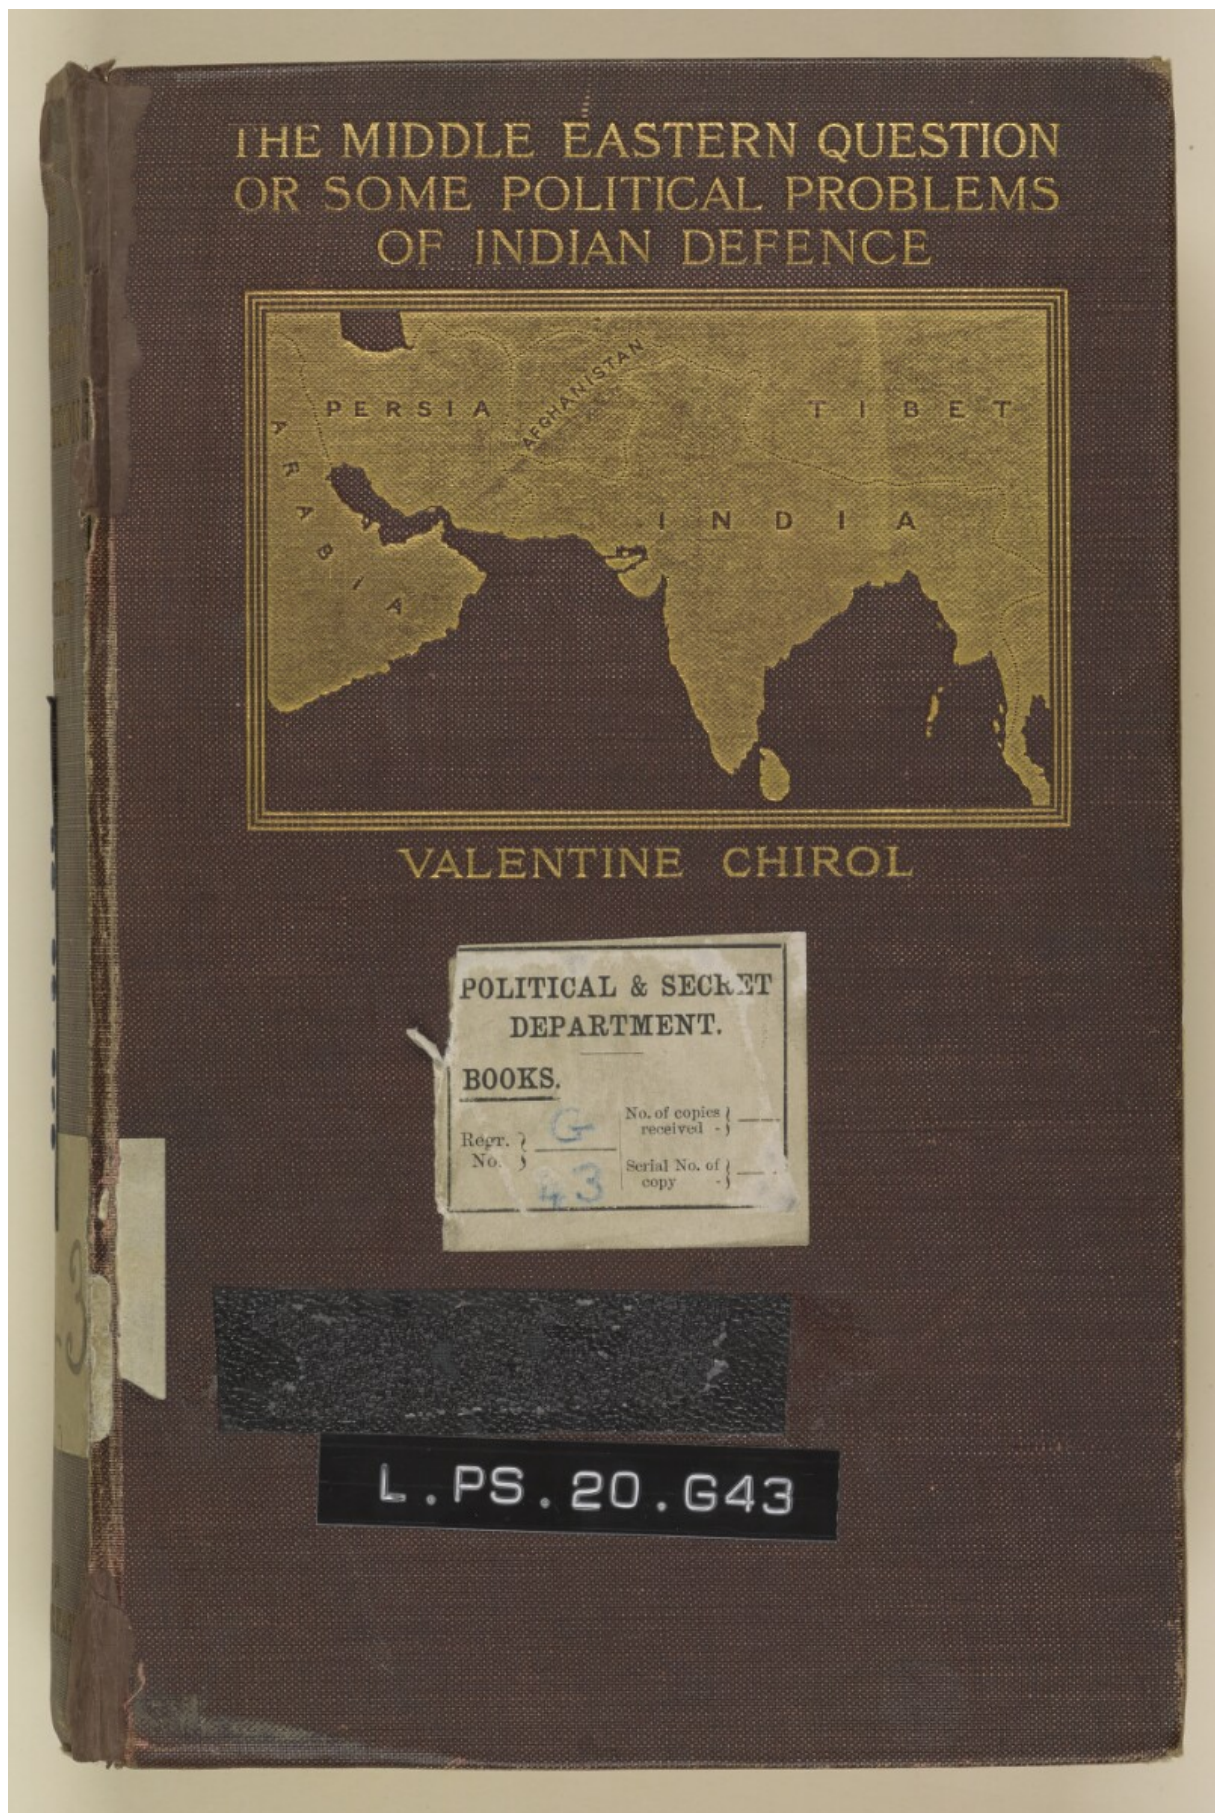 THE MIDDLE EASTERN QUESTION
OR SOME POLITICAL PROBLEMS
OF INDIAN DEFENCE
PERSIA
AFGHANISTAN
TIBET
ARABIA
INDIA
VALENTINE CHIROL
POLITICAL & SECRET
DEPARTMENT.
BOOKS.
Regr. No. } G 43
No. of copies received - }
Serial No. of copy - }
L.PS.20.G43
3